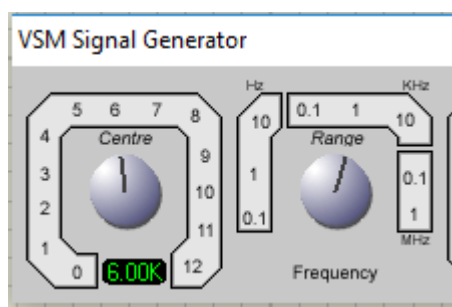 VSM Signal Generator
Hz
KHz
5 6 7 8
4
Centre
3
9
2
10
1
11
0
6.00K
12
10
0.1 1
10
Range
1
0.1
0.1
1
MHz
Frequency